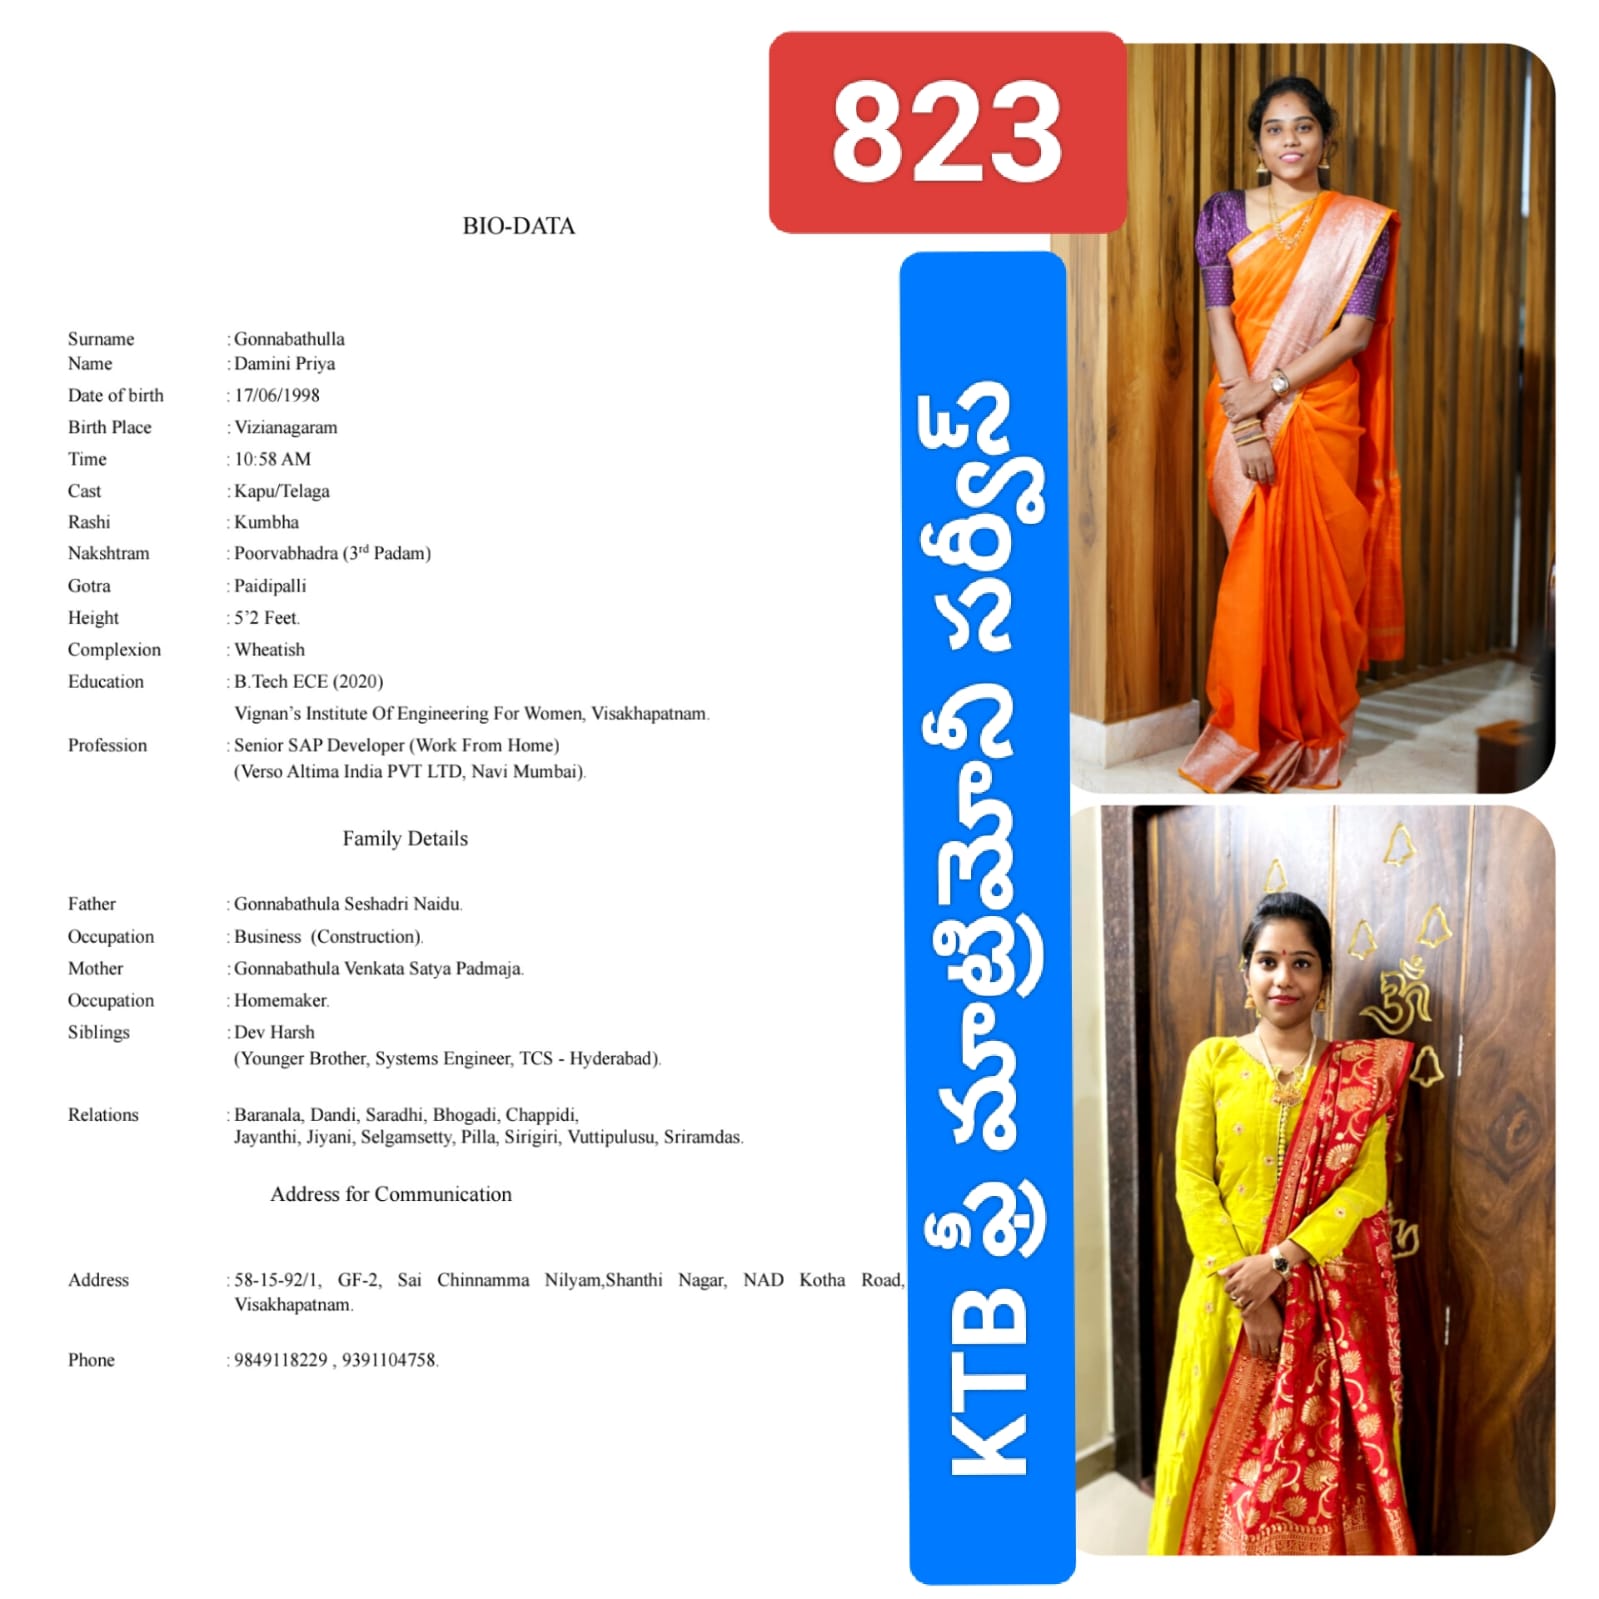 823
BIO-DATA
Surname : Gonnabathulla
Name : Damini Priya
Date of birth : 17/06/1998
Birth Place : Vizianagaram
Time : 10:58 AM
Cast : Kapu/Telaga
Rashi : Kumbha
Nakshtram : Poorvabhadra (3rd Padam)
Gotra : Paidipalli
Height : 5’2 Feet.
Complexion : Wheatish
Education : B.Tech ECE (2020)
Vignan’s Institute Of Engineering For Women, Visakhapatnam.
Profession : Senior SAP Developer (Work From Home)
(Verso Altima India PVT LTD, Navi Mumbai).
Family Details
Father : Gonnabathula Seshadri Naidu.
Occupation : Business (Construction).
Mother : Gonnabathula Venkata Satya Padmaja.
Occupation : Homemaker.
Siblings : Dev Harsh
(Younger Brother, Systems Engineer, TCS - Hyderabad).
Relations : Baranala, Dandi, Saradhi, Bhogadi, Chappidi,
Jayanthi, Jiyani, Selgamsetty, Pilla, Sirigiri, Vuttipulusu, Sriramdas.
Address for Communication
Address : 58-15-92/1, GF-2, Sai Chinnamma Nilyam,Shanthi Nagar, NAD Kotha Road,
Visakhapatnam.
Phone : 9849118229 , 9391104758.
KTB ఫ్రీ మాట్రిమోనీ సర్వీస్
ॐ